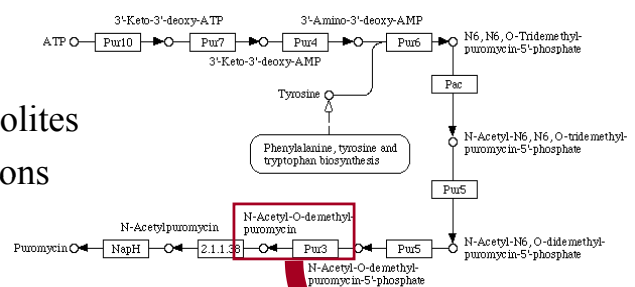 3'-Keto-3'-deoxy-ATP
3'-Amino-3'-deoxy-AMP
ATP
Pur10
Pur7
Pur4
Pur6
N6, N6, O-Tridemethyl-
puromycin-5'-phosphate
3'-Keto-3'-deoxy-AMP
Pac
Tyrosine
olites
Phenylalanine, tyrosine and
tryptophan biosynthesis
N-Acetyl-N6, N6, O-tridemethyl-
puromycin-5'-phosphate
ons
Pur5
N-Acetyl-O-demethyl-
puromycin
N-Acetylpuromycin
Puromycin
NapH
2.1.1.38
Pur3
Pur5
N-Acetyl-N6, O-didemethyl-
puromycin-5'-phosphate
N-Acetyl-O-demethyl-
puromycin-5'-phosphate